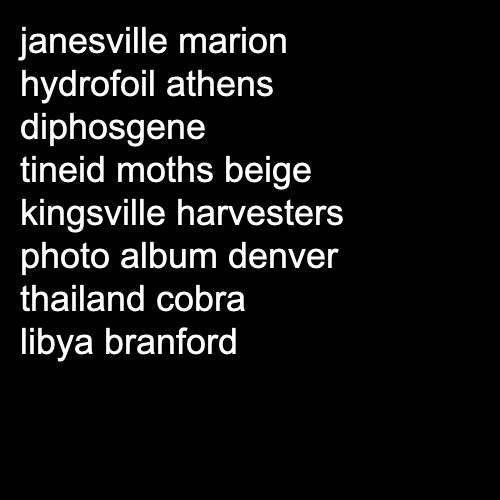 janesville marion
hydrofoil athens
diphosgene
tineid moths beige
kingsville harvesters
photo album denver
thailand cobra
libya branford